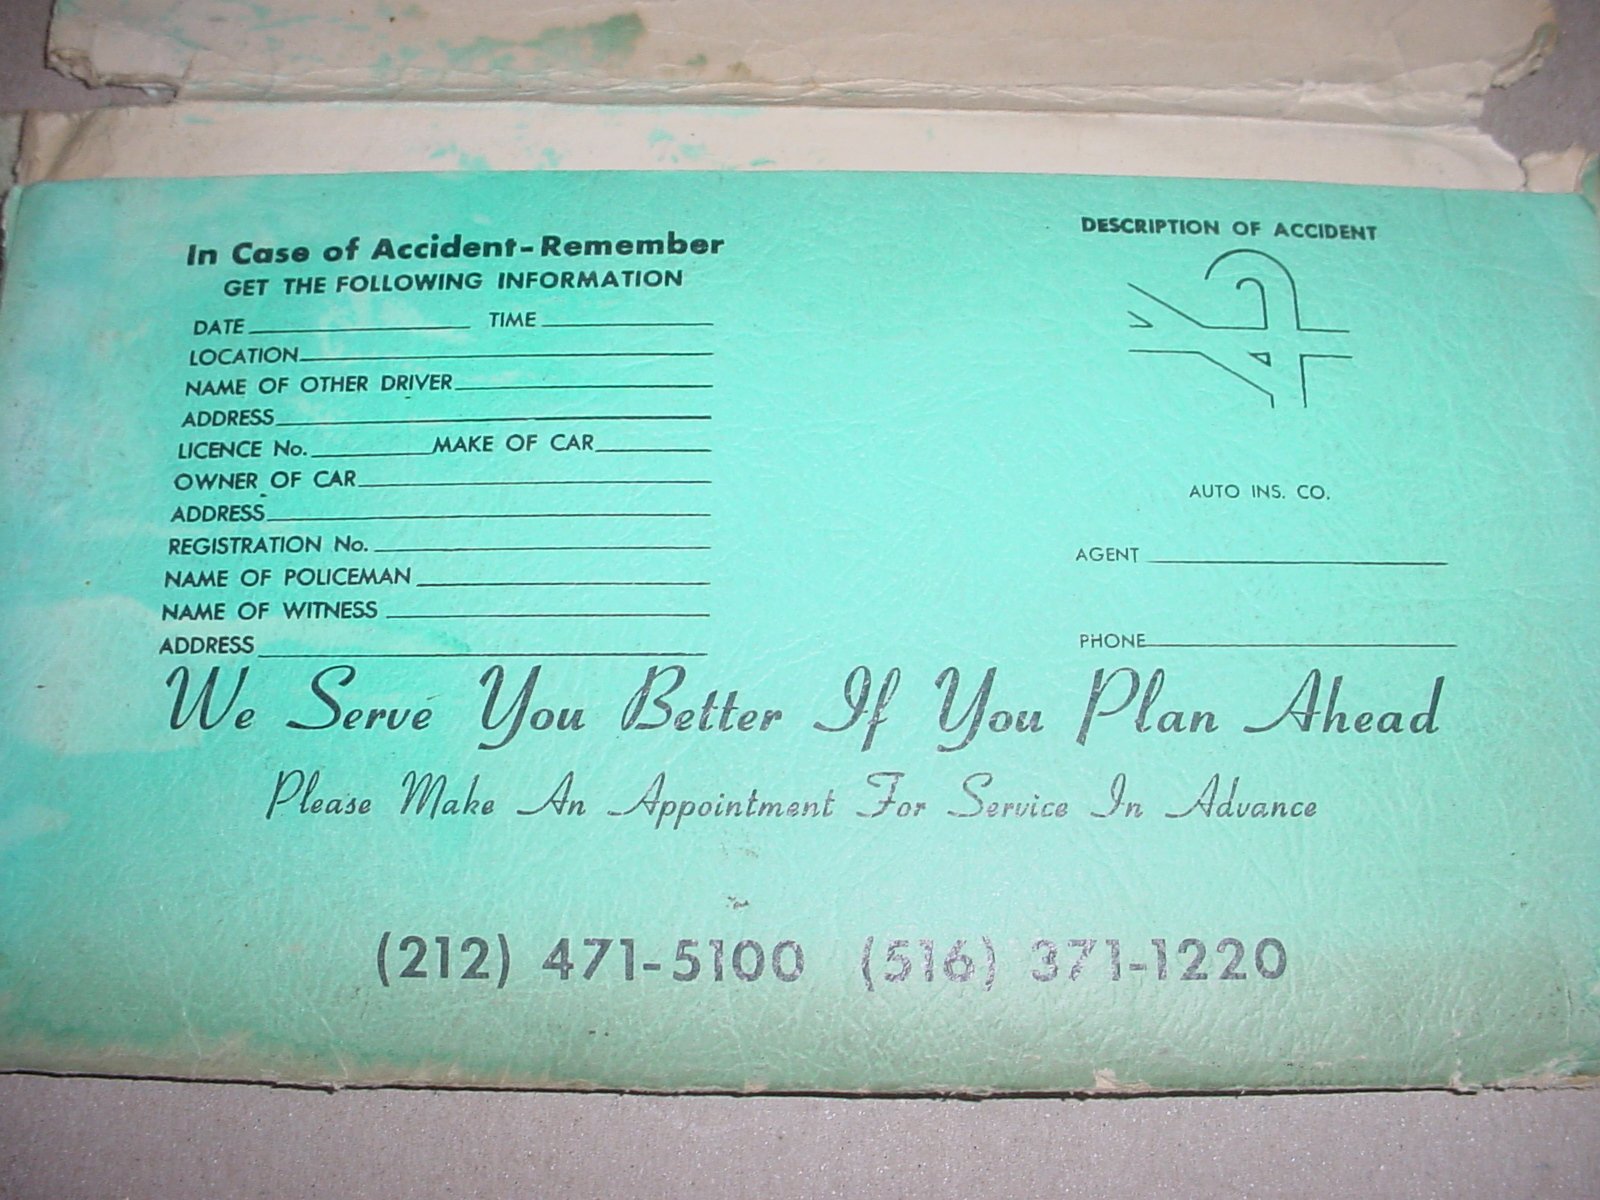 In Case of Accident-Remember
GET THE FOLLOWING INFORMATION
DATE TIME
LOCATION
NAME OF OTHER DRIVER
ADDRESS
LICENCE No. MAKE OF CAR
OWNER OF CAR
ADDRESS
REGISTRATION No.
NAME OF POLICEMAN
NAME OF WITNESS
ADDRESS
DESCRIPTION OF ACCIDENT
AUTO INS. CO.
AGENT
PHONE
We Serve You Better If You Plan Ahead
Please Make An Appointment For Service In Advance
(212) 471-5100 (516) 371-1220